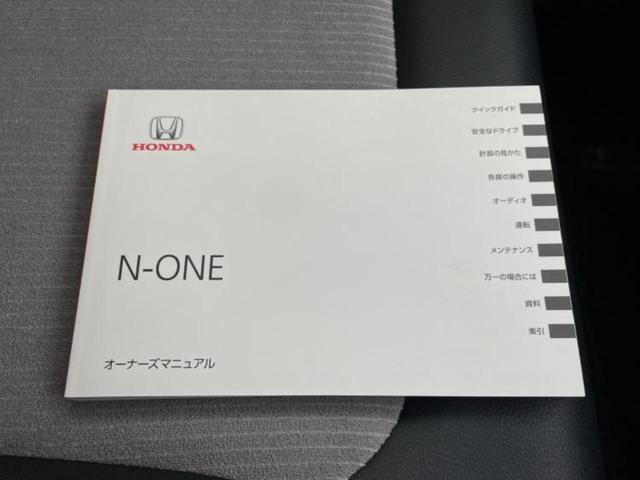 HONDA
N-ONE
オーナーズマニュアル
クイックガイド
安全なドライブ
計器の見かた
各部の操作
オーディオ
運転
メンテナンス
万一の場合には
資料
索引